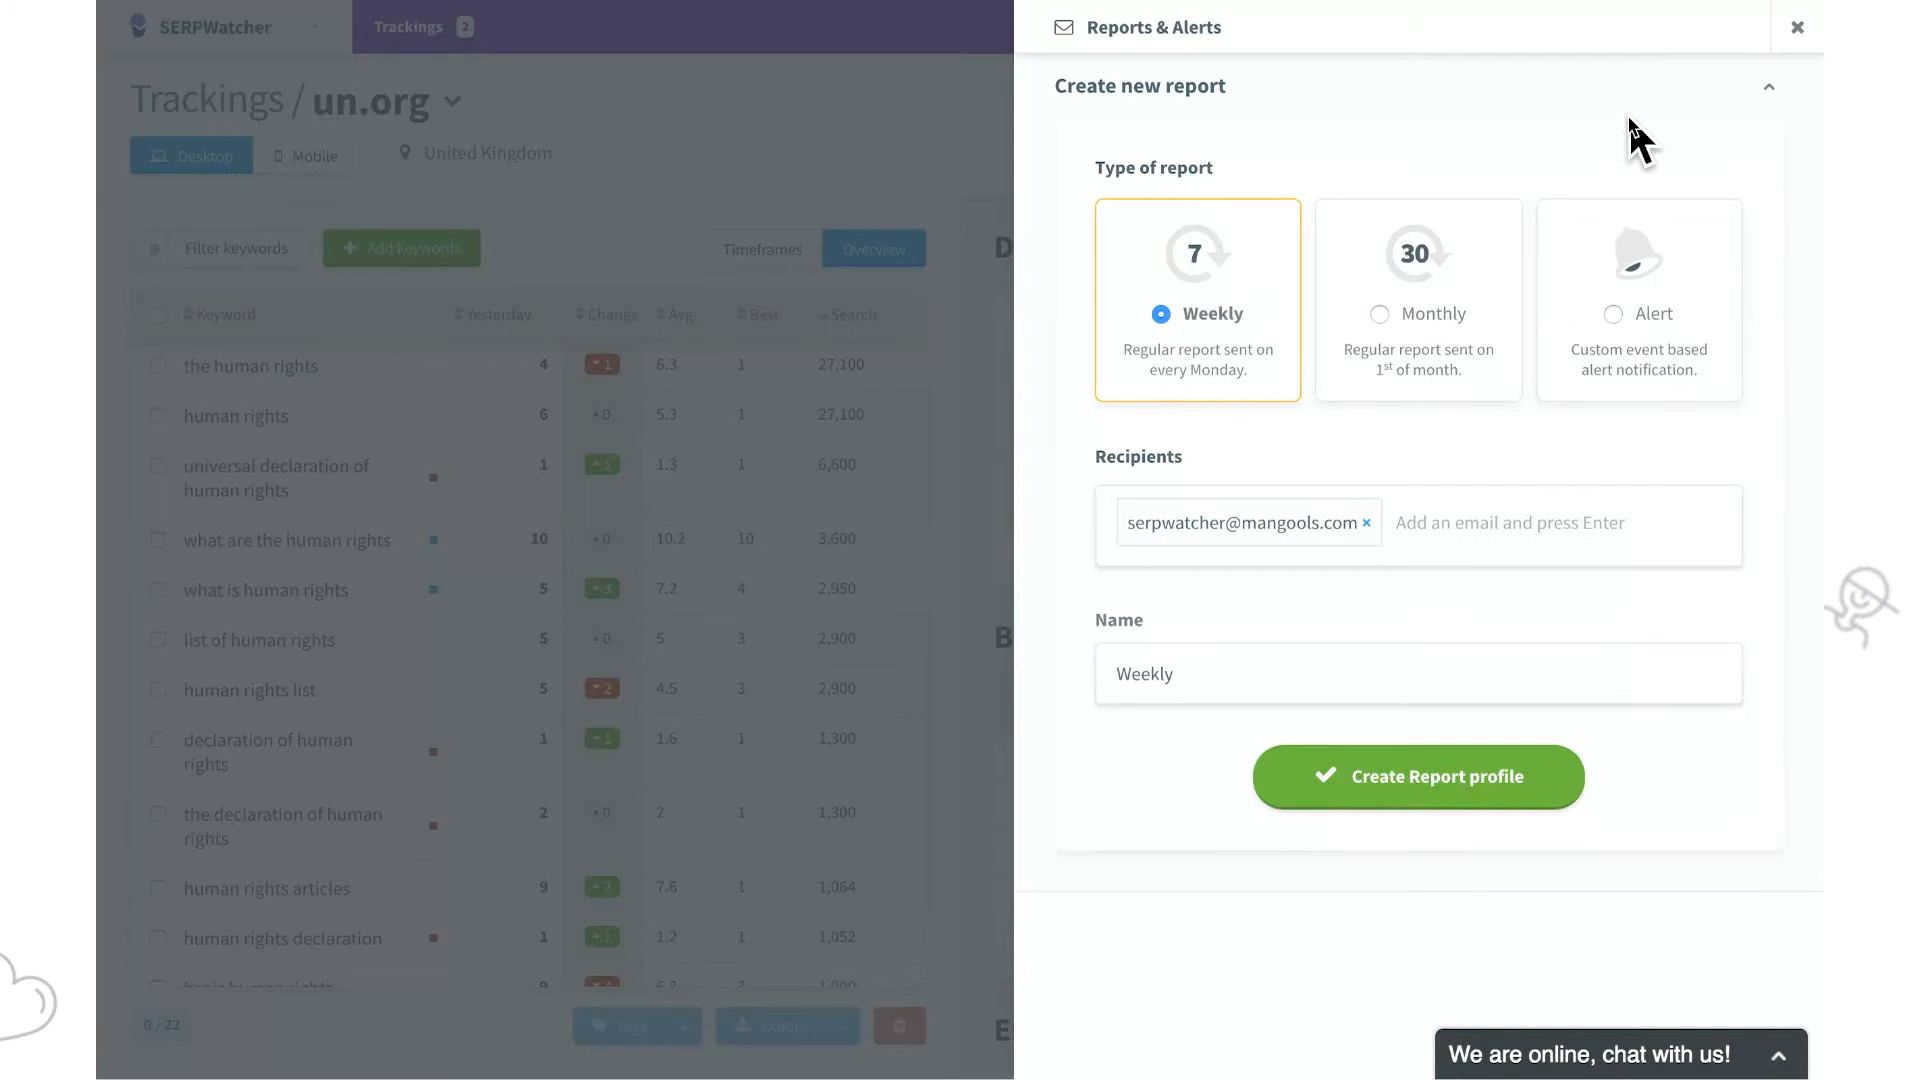 SERPWatcher
Trackings 2
Reports & Alerts
Trackings / un.org
Desktop
Mobile
United Kingdom
Filter keywords
Add keywords
Timeframes
Overview
Keyword Yesterday Change Avg. Best Search
the human rights 4 1 6.3 1 27,100
human rights 6 0 5.3 1 27,100
universal declaration of
human rights 1 1 1.3 1 6,600
what are the human rights 10 0 10.2 10 3,600
what is human rights 5 3 7.2 4 2,950
list of human rights 5 0 5 3 2,900
human rights list 5 2 4.5 3 2,900
declaration of human
rights 1 1 1.6 1 1,300
the declaration of human
rights 2 0 2 1 1,300
human rights articles 9 2 7.6 1 1,064
human rights declaration 1 1 1.2 1 1,052
0 / 22
D
B
E
Create new report
Type of report
7
Weekly
Regular report sent on
every Monday.
30
Monthly
Regular report sent on
1st of month.
Alert
Custom event based
alert notification.
Recipients
serpwatcher@mangools.com × Add an email and press Enter
Name
Weekly
Create Report profile
We are online, chat with us!